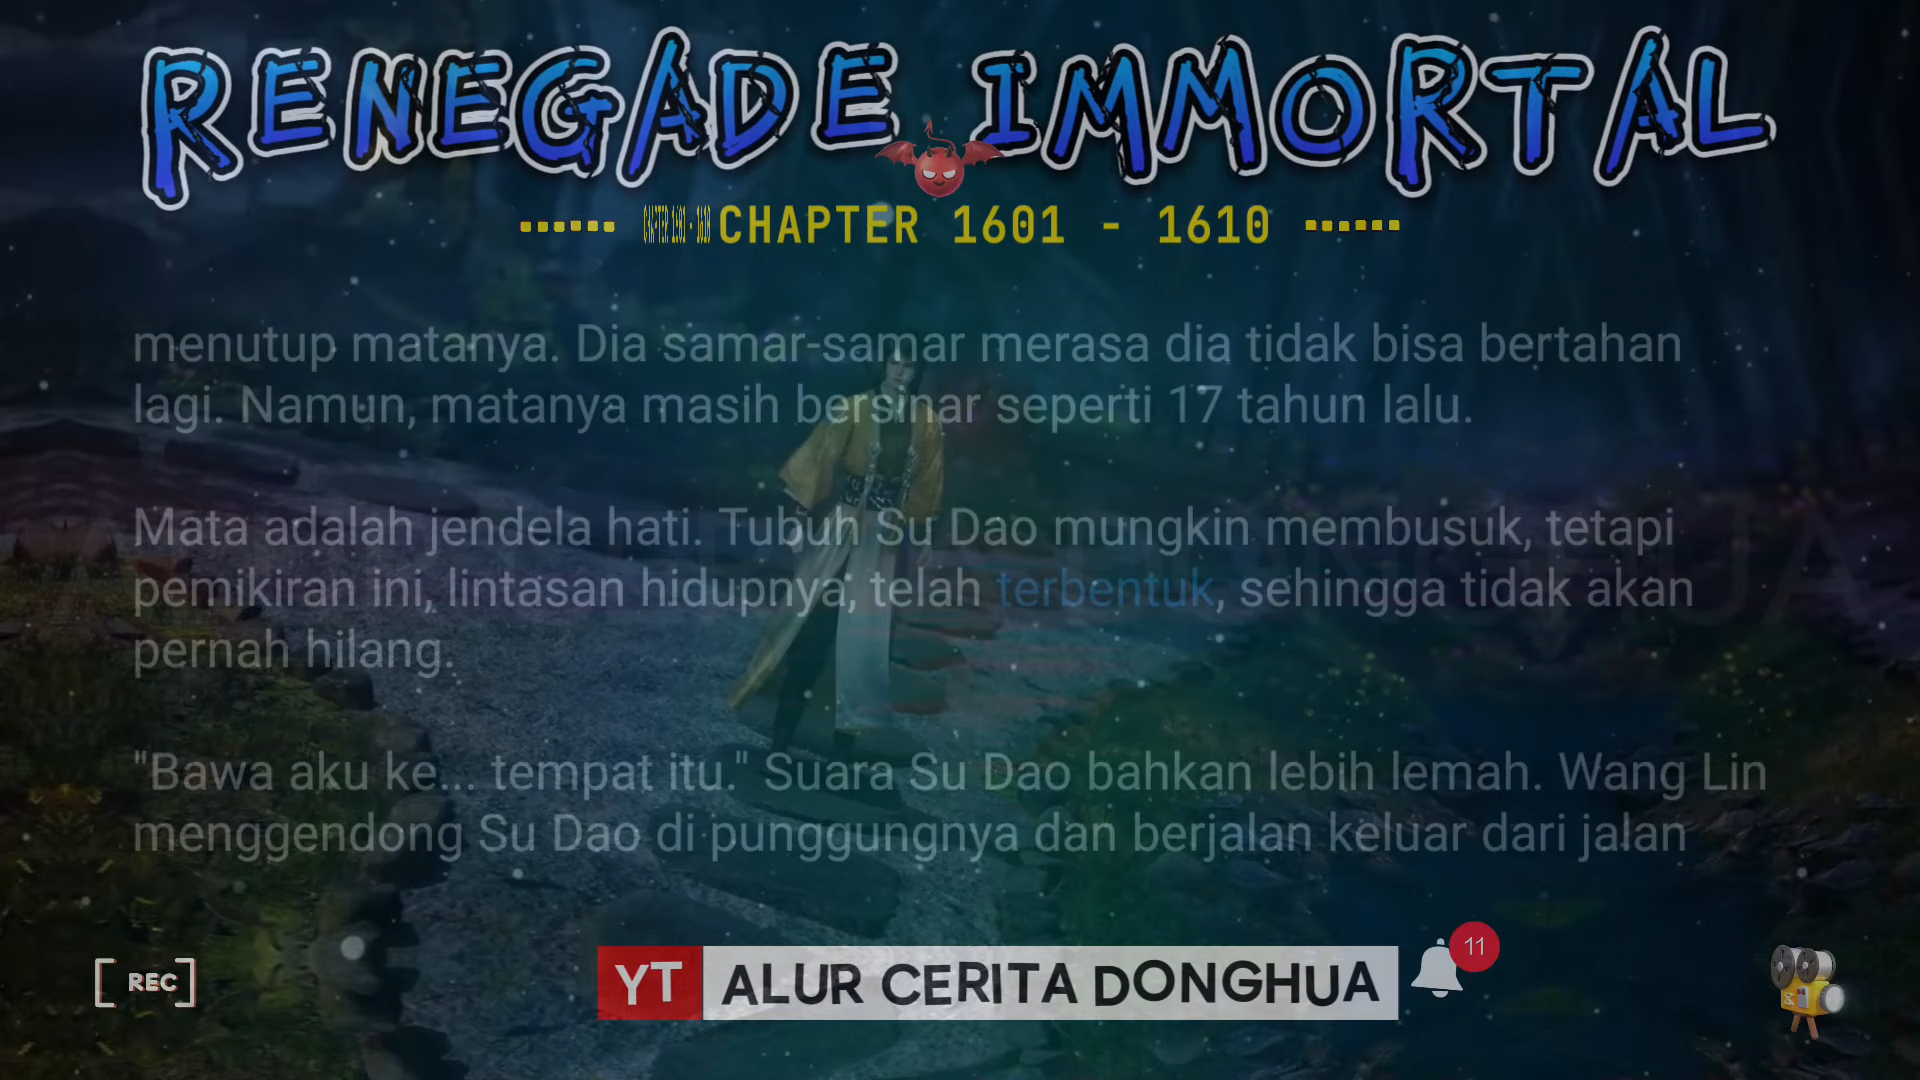 RENEGADE IMMORTAL
CHAPTER 1601 - 1610 CHAPTER 1601 - 1610
menutup matanya. Dia samar-samar merasa dia tidak bisa bertahan
lagi. Namun, matanya masih bersinar seperti 17 tahun lalu.
Mata adalah jendela hati. Tubuh Su Dao mungkin membusuk, tetapi
pemikiran ini, lintasan hidupnya, telah terbentuk, sehingga tidak akan
pernah hilang.
"Bawa aku ke... tempat itu." Suara Su Dao bahkan lebih lemah. Wang Lin
menggendong Su Dao di punggungnya dan berjalan keluar dari jalan
[ REC ]
YT ALUR CERITA DONGHUA
11